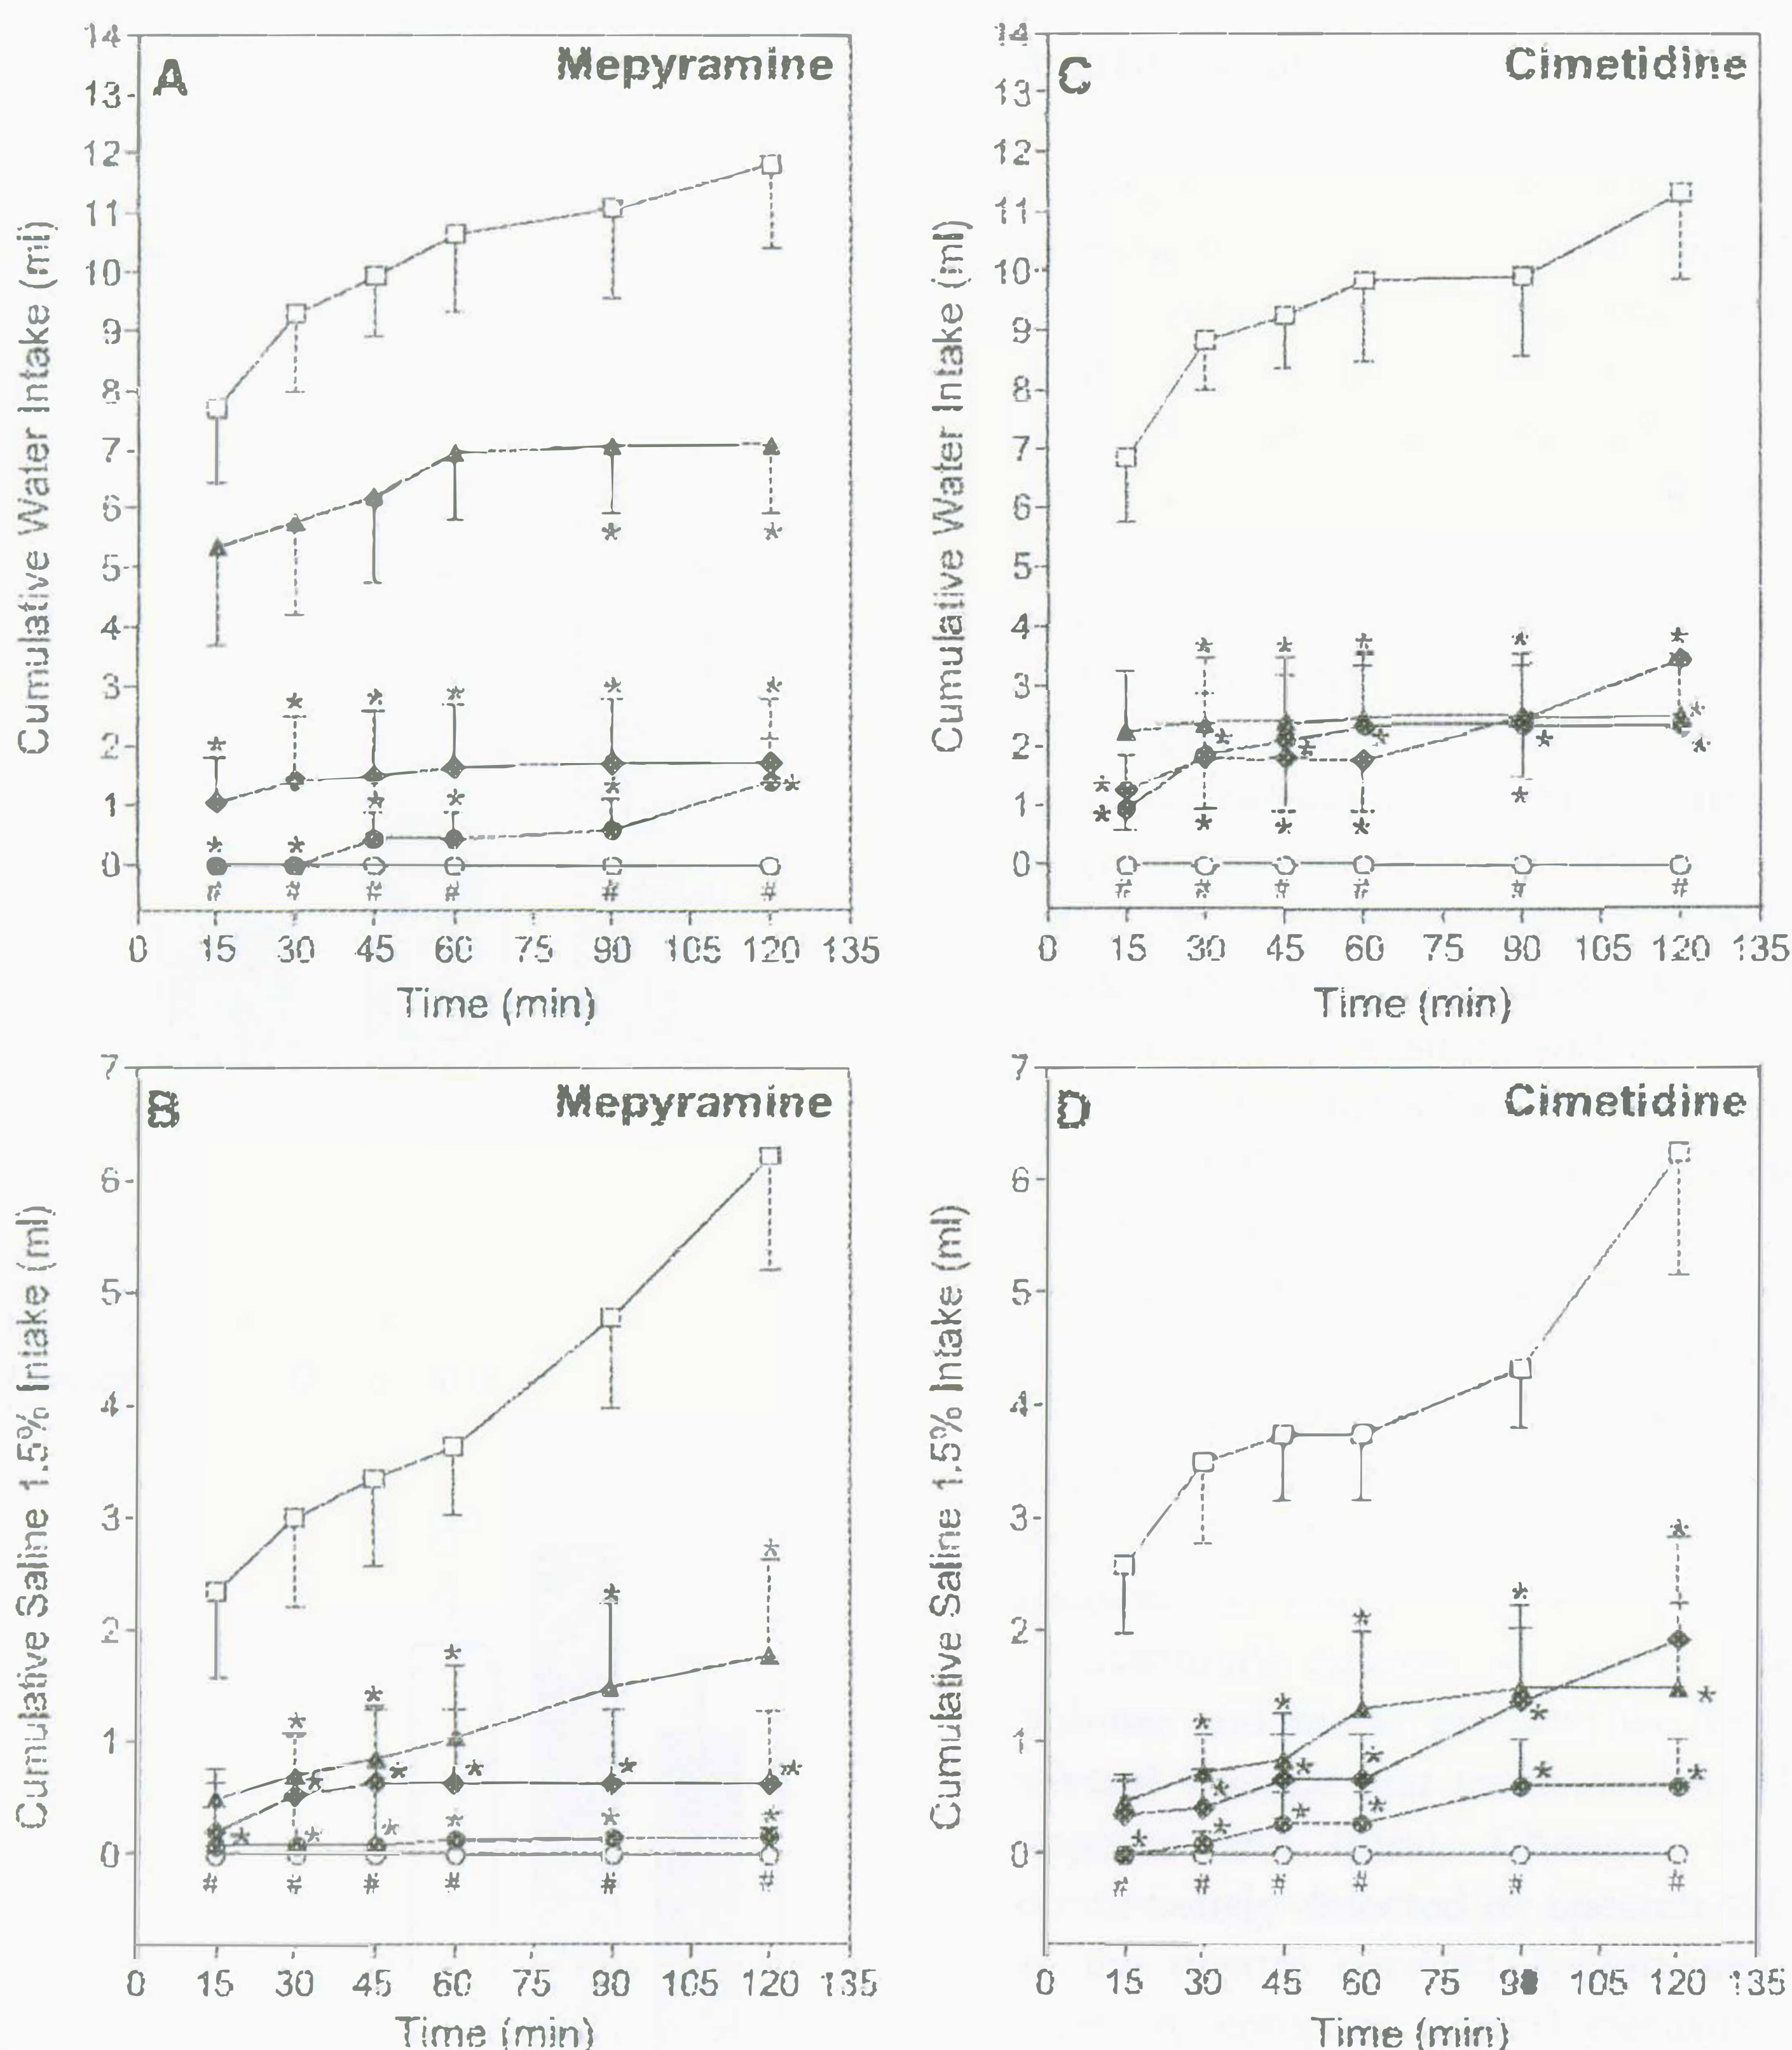 A Mepyramine
Cumulative Water Intake (ml)
14
13
12
11
10
9
8
7
6
5
4
3
2
1
0
* * * * * * * *
* * * * * * * *
# # # # # #
0 15 30 45 60 75 90 105 120 135
Time (min)
C Cimetidine
Cumulative Water Intake (ml)
14
13
12
11
10
9
8
7
6
5
4
3
2
1
0
# # # # # #
0 15 30 45 60 75 90 105 120 135
Time (min)
B Mepyramine
Cumulative Saline 1.5% Intake (ml)
7
6
5
4
3
2
1
0
# # # # # #
0 15 30 45 60 75 90 105 120 135
Time (min)
D Cimetidine
Cumulative Saline 1.5% Intake (ml)
7
6
5
4
3
2
1
0
# # # # # #
0 15 30 45 60 75 90 105 120 135
Time (min)